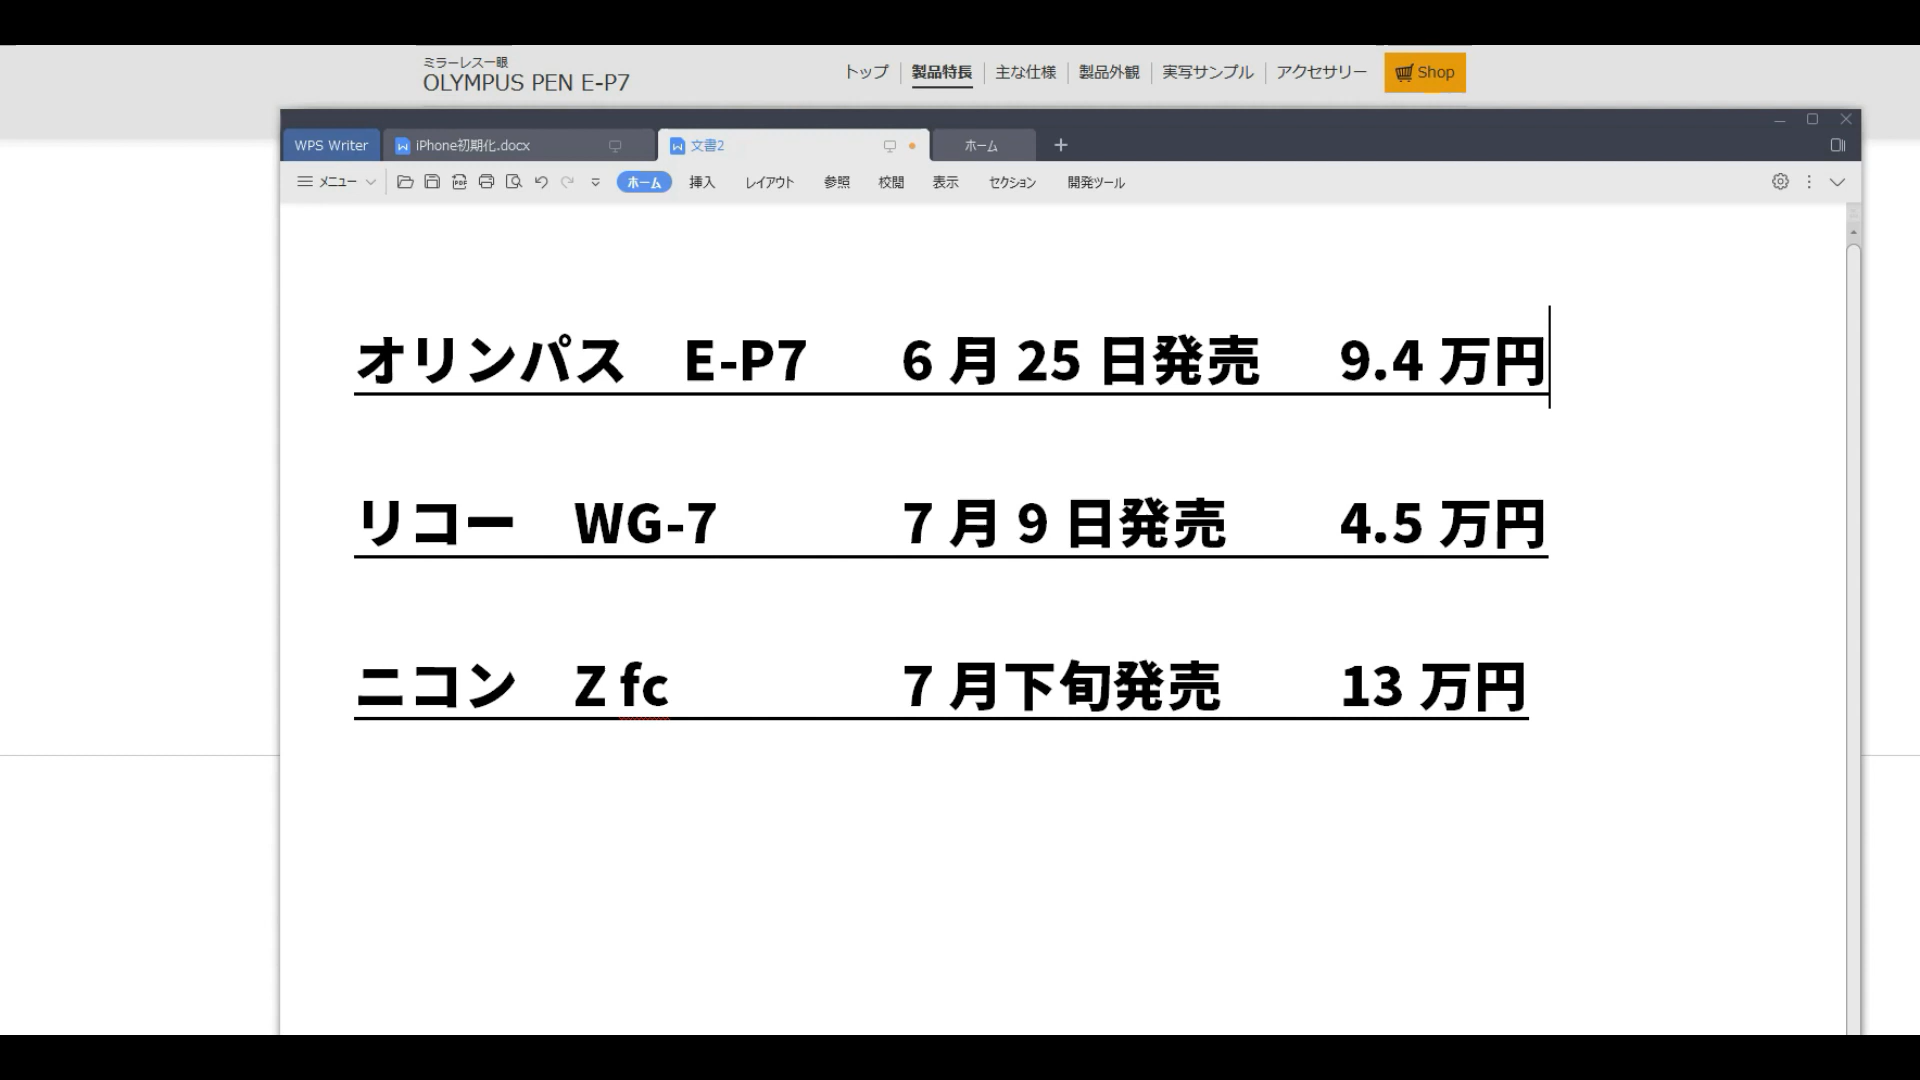 ミラーレス一眼
OLYMPUS PEN E-P7
トップ 製品特長 主な仕様 製品外観 実写サンプル アクセサリー Shop
WPS Writer iPhone初期化.docx 文書2 ホーム +
メニュー ホーム 挿入 レイアウト 参照 校閲 表示 セクション 開発ツール
オリンパス E-P7 6月25日発売 9.4万円
リコー WG-7 7月9日発売 4.5万円
ニコン Z fc 7月下旬発売 13万円